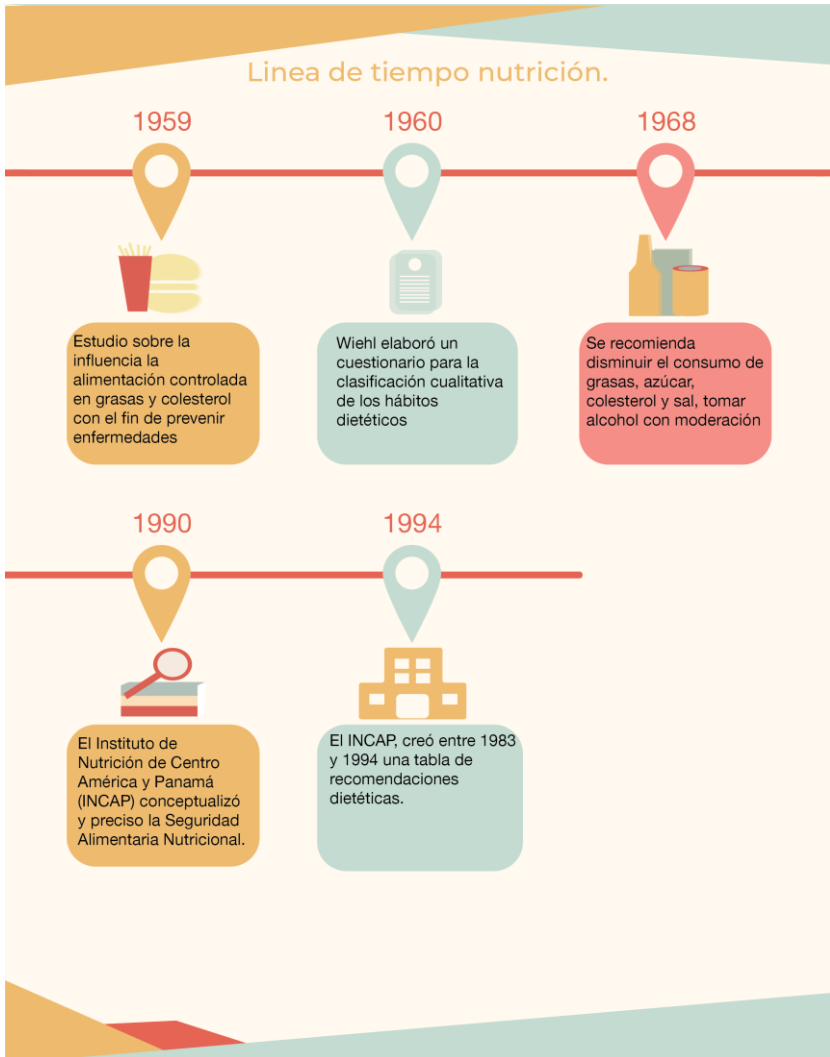 Linea de tiempo nutrición.
1959
1960
1968
Estudio sobre la
influencia la
alimentación controlada
en grasas y colesterol
con el fin de prevenir
enfermedades
Wiehl elaboró un
cuestionario para la
clasificación cualitativa
de los hábitos
dietéticos
Se recomienda
disminuir el consumo de
grasas, azúcar,
colesterol y sal, tomar
alcohol con moderación
1990
1994
El Instituto de
Nutrición de Centro
América y Panamá
(INCAP) conceptualizó
y preciso la Seguridad
Alimentaria Nutricional.
El INCAP, creó entre 1983
y 1994 una tabla de
recomendaciones
dietéticas.